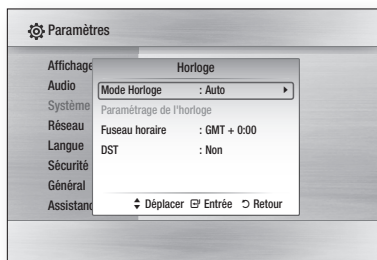 Paramètres
Affichage
Audio
Système
Réseau
Langue
Sécurité
Général
Horloge
Mode Horloge : Auto
Paramétrage de l'horloge
Fuseau horaire : GMT + 0:00
DST : Non
Déplacer Entrée Retour